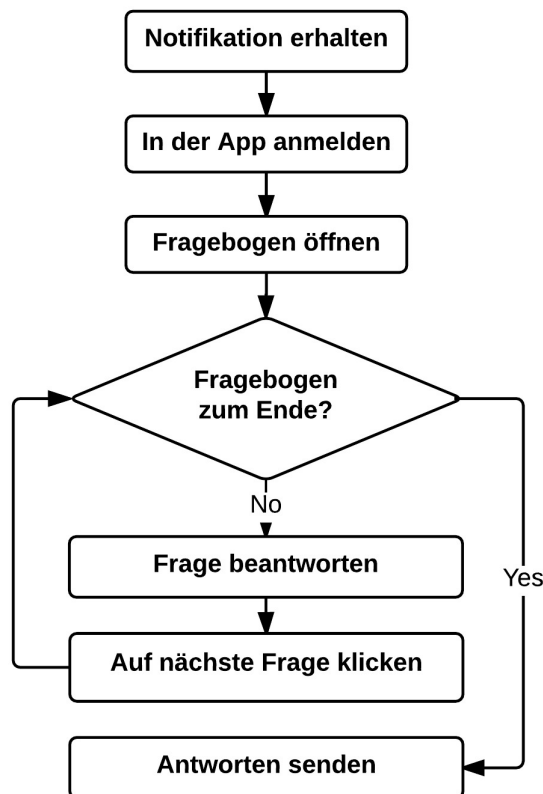 Notifikation erhalten
In der App anmelden
Fragebogen öffnen
Fragebogen
zum Ende?
No
Frage beantworten
Yes
Auf nächste Frage klicken
Antworten senden